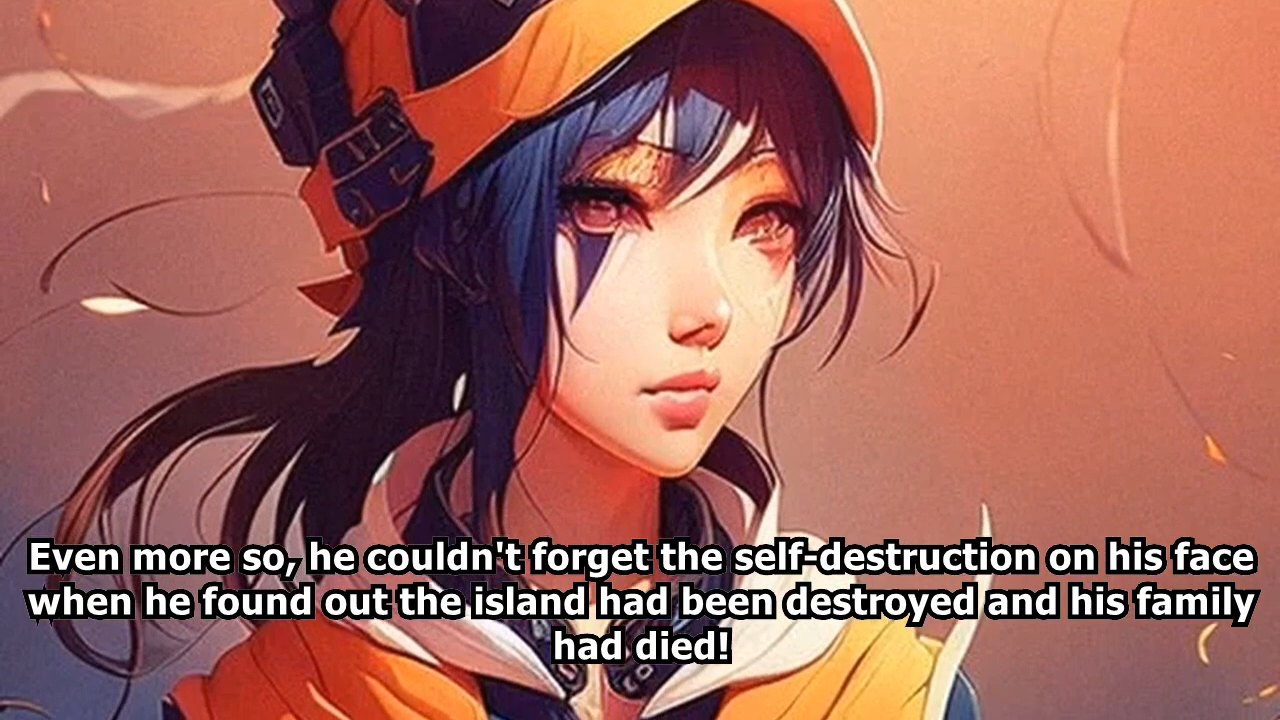 Even more so, he couldn't forget the self-destruction on his face
when he found out the island had been destroyed and his family
had died!